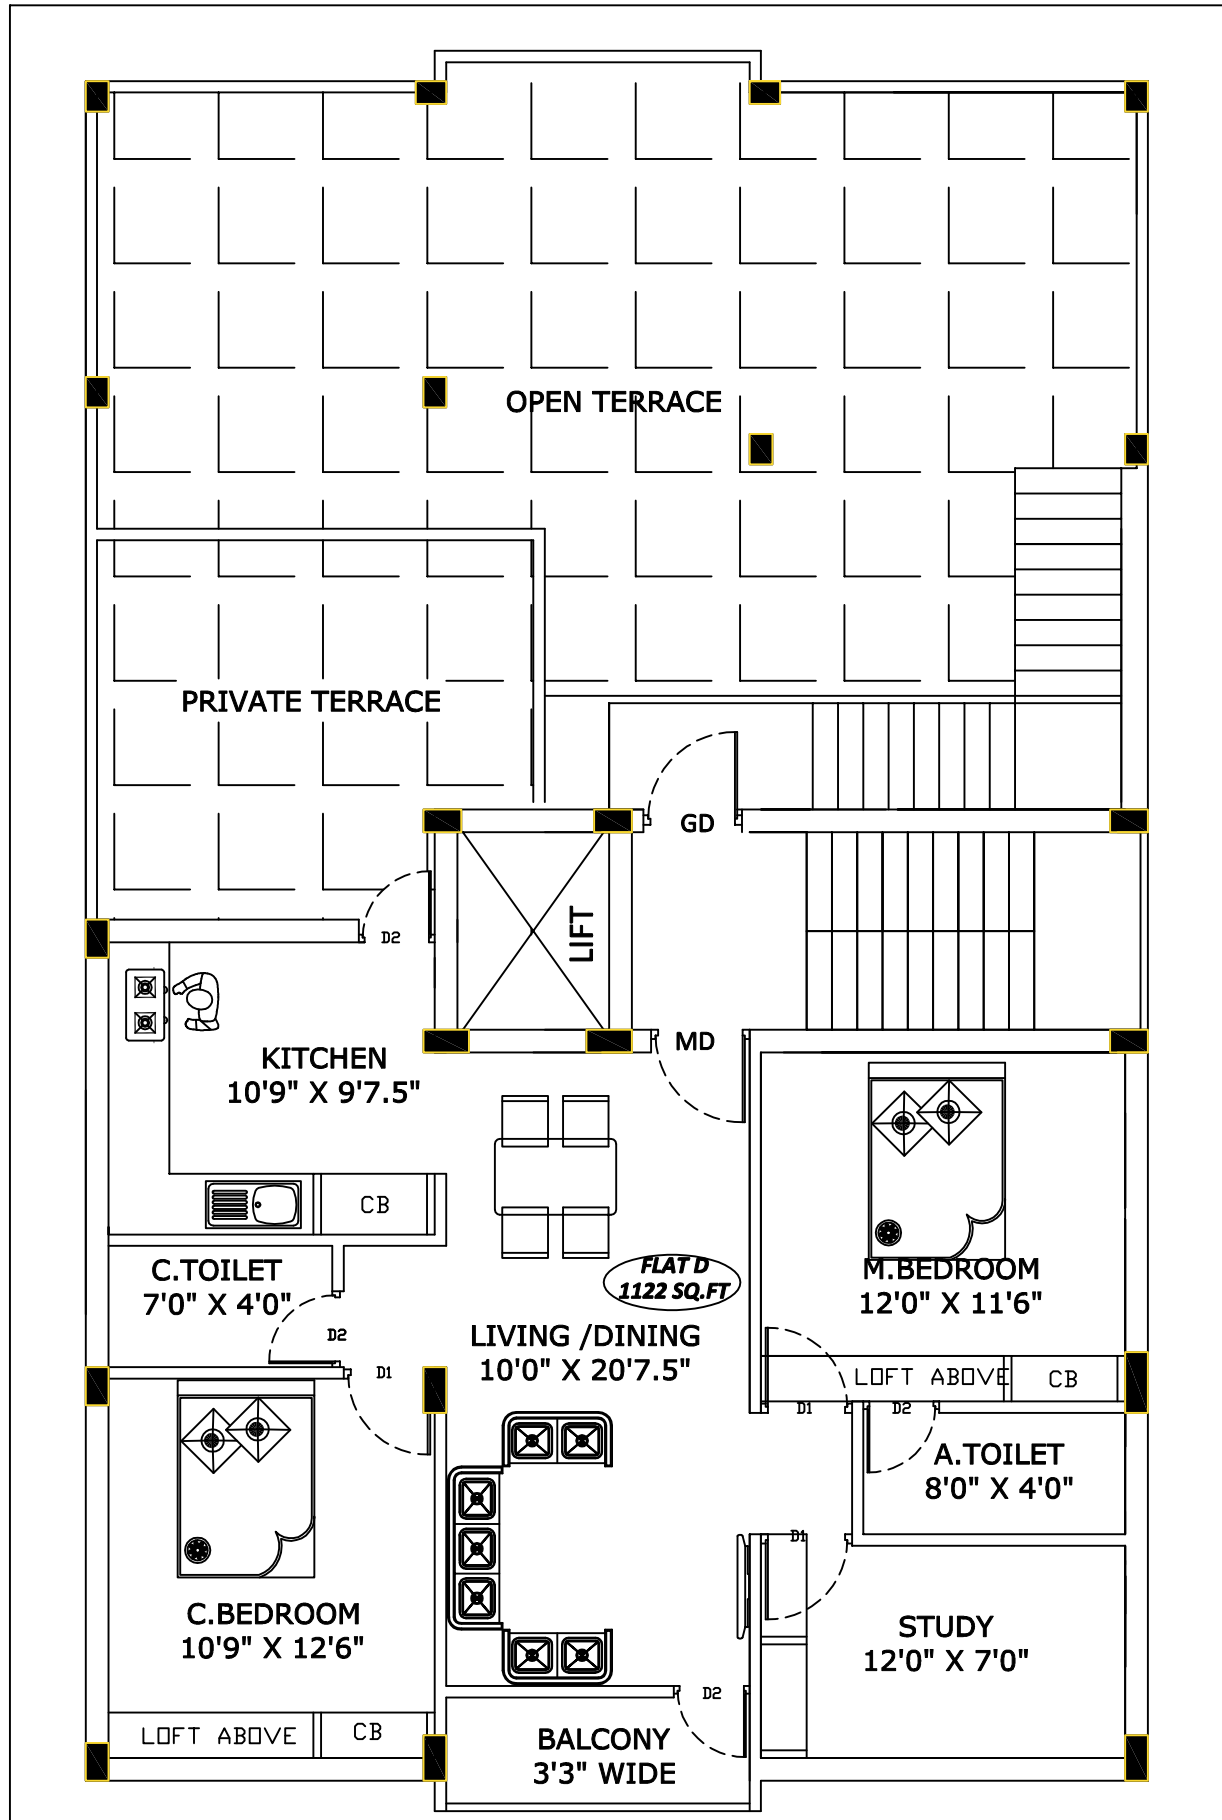 OPEN TERRACE
PRIVATE TERRACE
GD
LIFT
D2
MD
KITCHEN
10'9" X 9'7.5"
CB
FLAT D
1122 SQ.FT
C.TOILET
7'0" X 4'0"
D2
M.BEDROOM
12'0" X 11'6"
LIVING /DINING
10'0" X 20'7.5"
D1
LOFT ABOVE
CB
D1
D2
A.TOILET
8'0" X 4'0"
D1
C.BEDROOM
10'9" X 12'6"
STUDY
12'0" X 7'0"
D2
LOFT ABOVE
CB
BALCONY
3'3" WIDE